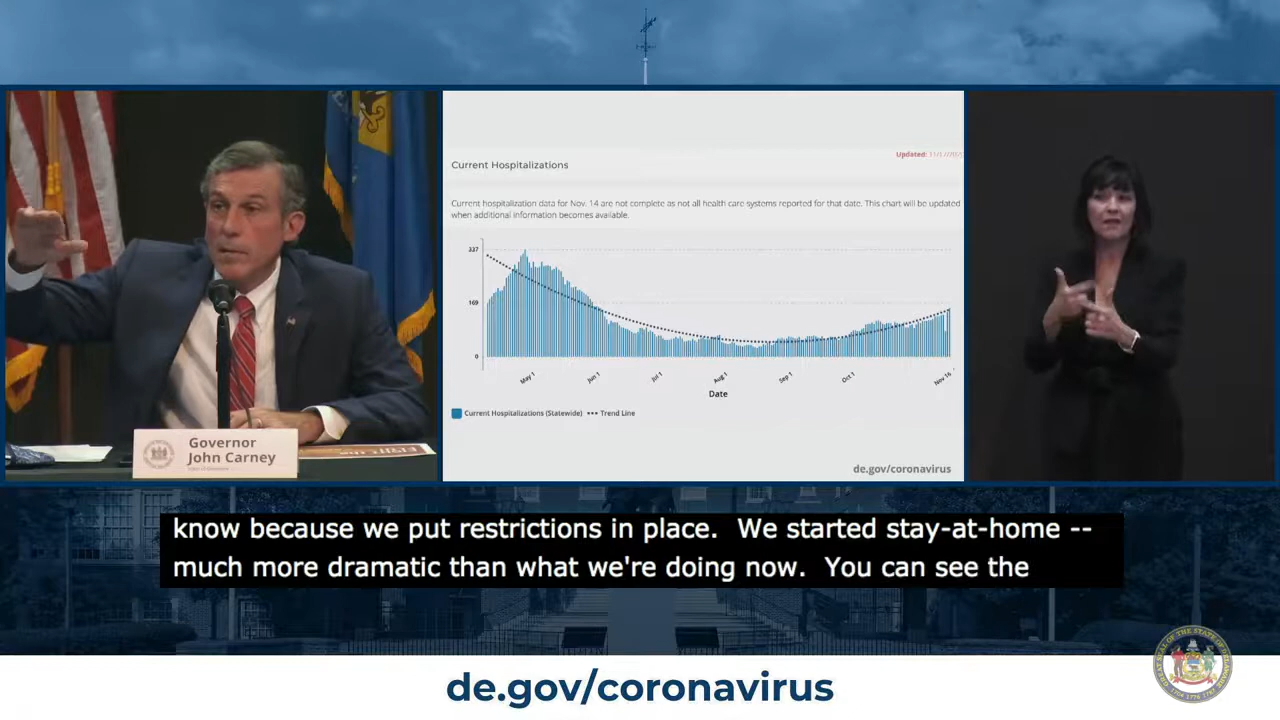 Updated:
Current Hospitalizations
Current hospitalization data for Nov. 14 are not complete as not all health care systems reported for that date. This chart will be updated
when additional information becomes available.
337
169
0
May 1
Jun 1
Jul 1
Aug 1
Sep 1
Oct 1
Nov 16
Date
Current Hospitalizations (Statewide)
Trend Line
de.gov/coronavirus
Governor
John Carney
know because we put restrictions in place. We started stay-at-home --
much more dramatic than what we're doing now. You can see the
de.gov/coronavirus